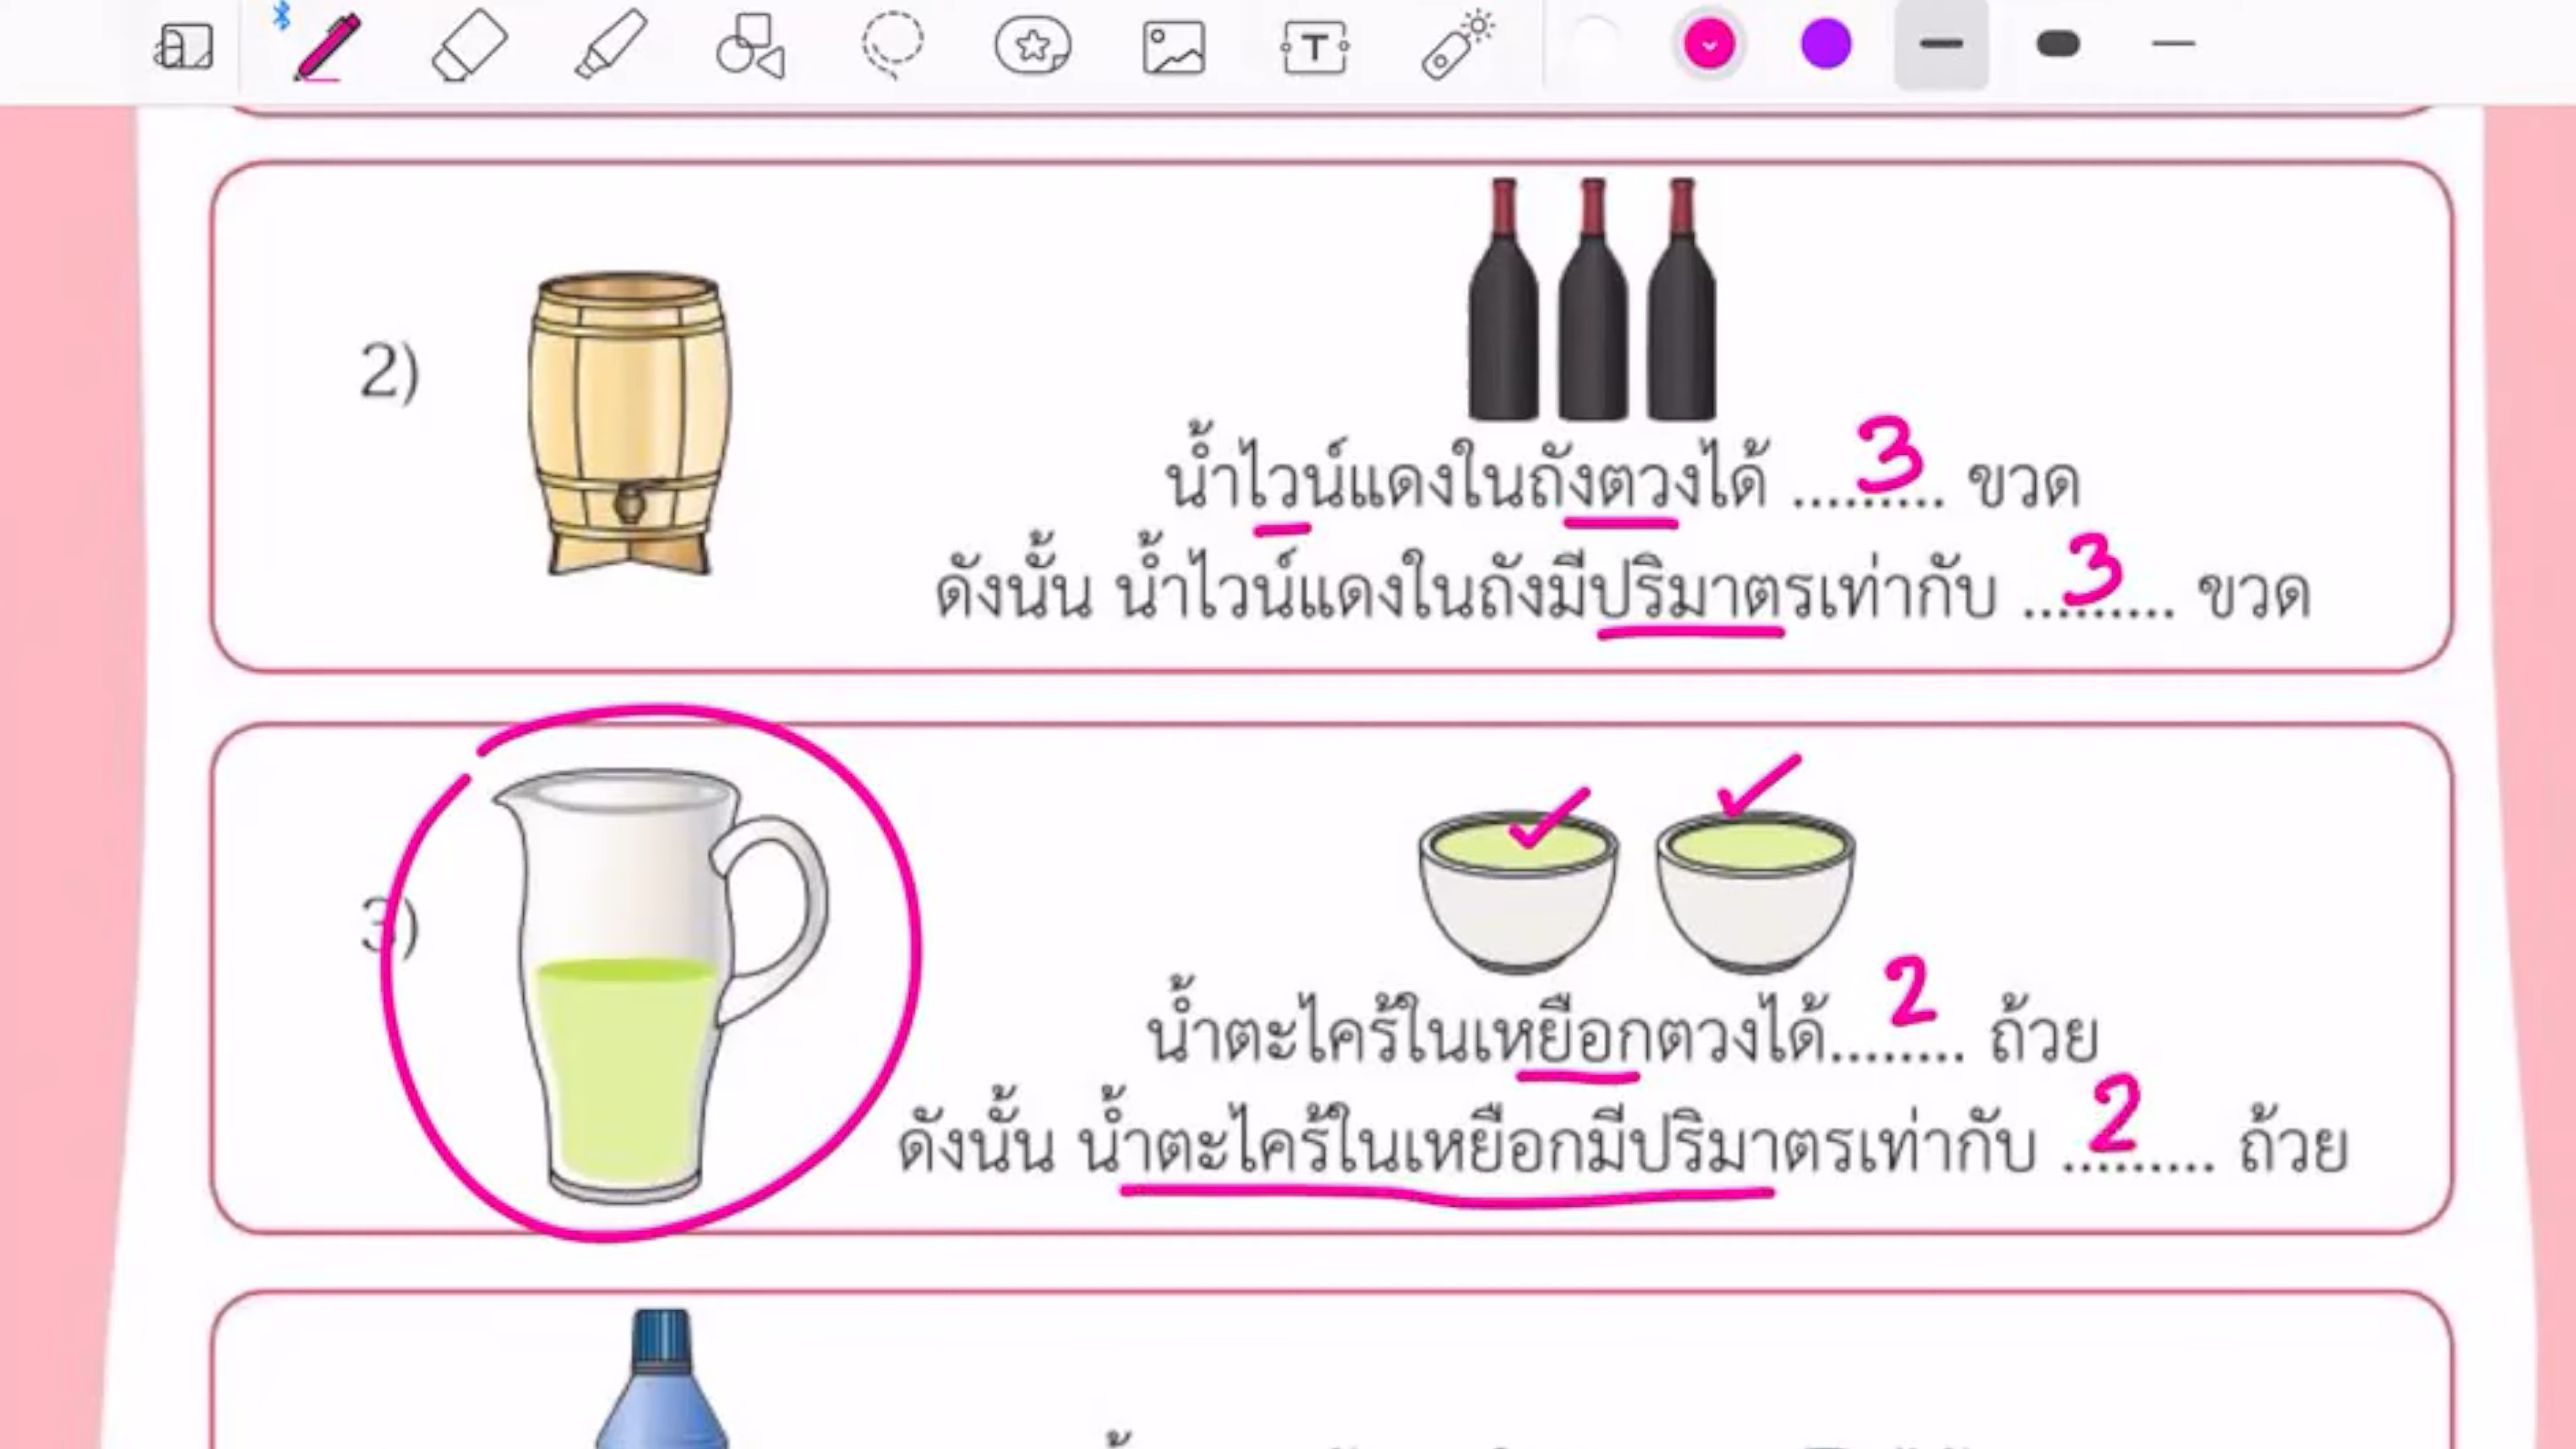 2)
น้ำไวน์แดงในถังตวงได้ ...3... ขวด
ดังนั้น น้ำไวน์แดงในถังมีปริมาตรเท่ากับ ...3... ขวด
3)
น้ำตะไคร้ในเหยือกตวงได้...2... ถ้วย
ดังนั้น น้ำตะไคร้ในเหยือกมีปริมาตรเท่ากับ ...2... ถ้วย